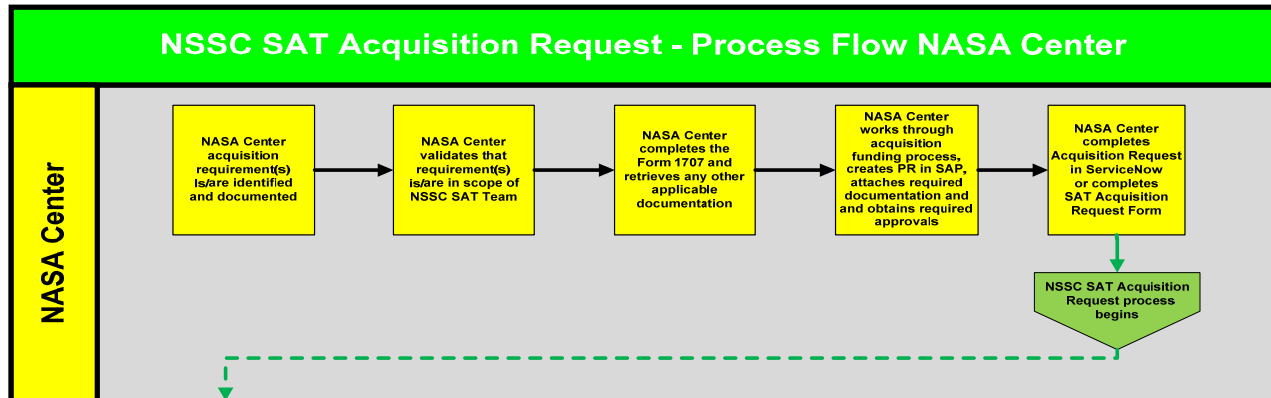 NSSC SAT Acquisition Request - Process Flow NASA Center
NASA Center
NASA Center
acquisition
requirement(s)
Is/are identified
and documented
NASA Center
validates that
requirement(s)
is/are in scope of
NSSC SAT Team
NASA Center
completes the
Form 1707 and
retrieves any other
applicable
documentation
NASA Center
works through
acquisition
funding process,
creates PR in SAP,
attaches required
documentation and
and obtains required
approvals
NASA Center
completes
Acquisition Request
in ServiceNow
or completes
SAT Acquisition
Request Form
NSSC SAT Acquisition
Request process
begins